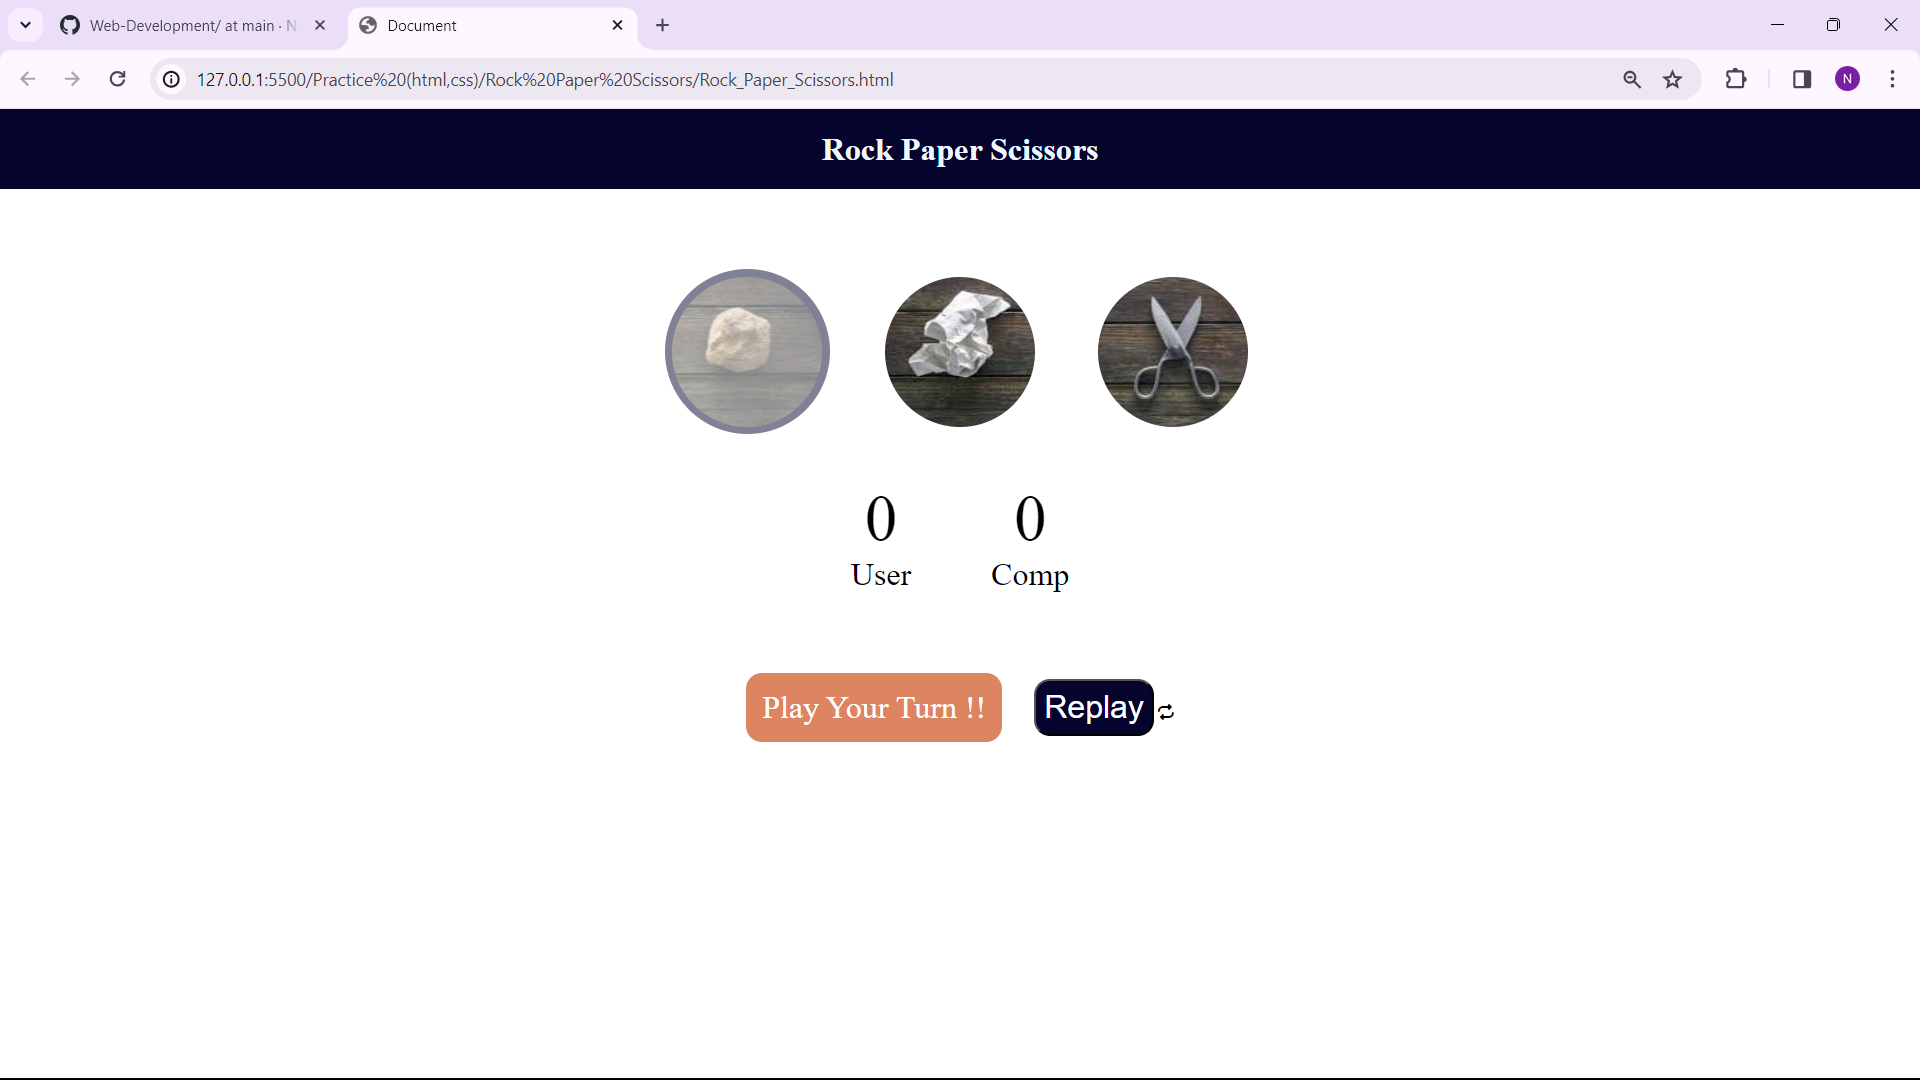 Web-Development/ at main · N
Document
127.0.0.1:5500/Practice%20(html,css)/Rock%20Paper%20Scissors/Rock_Paper_Scissors.html
N
Rock Paper Scissors
0 0
User Comp
Play Your Turn !! Replay